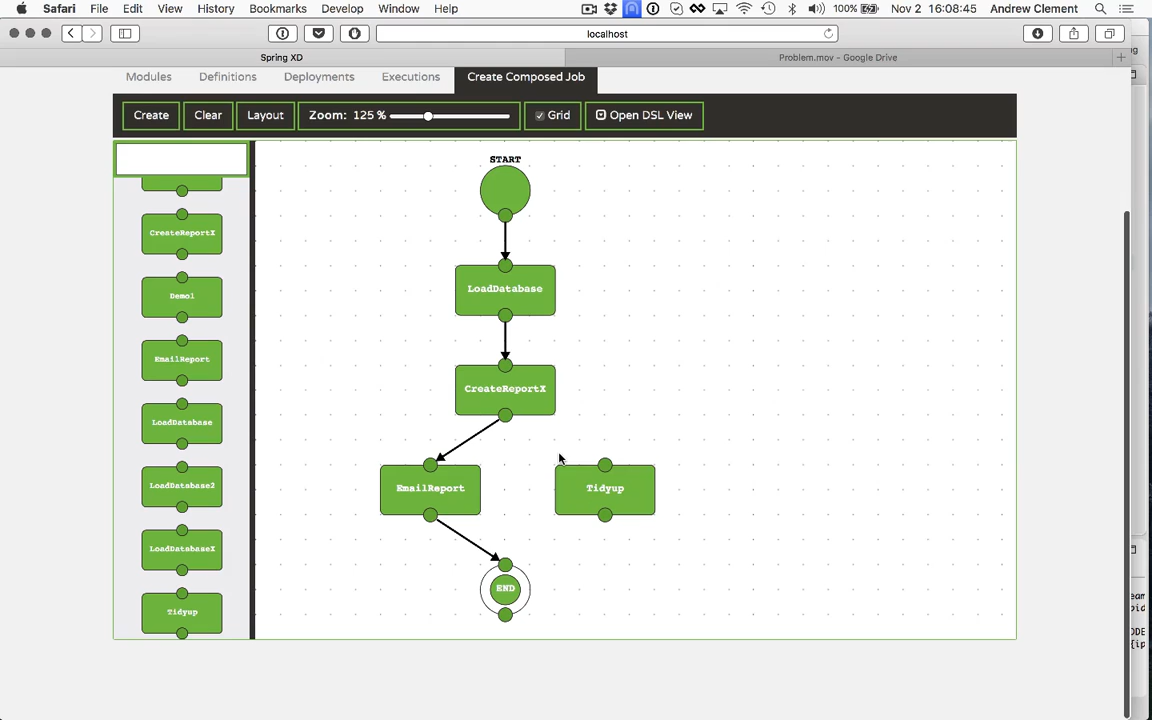 Safari File Edit View History Bookmarks Develop Window Help 100% Nov 2 16:08:45 Andrew Clement
localhost
Spring XD Problem.mov – Google Drive
Modules Definitions Deployments Executions Create Composed Job
Create Clear Layout Zoom: 125 % Grid Open DSL View
START
CreateReportX
LoadDatabase
Demo1
EmailReport
CreateReportX
LoadDatabase
LoadDatabase2
EmailReport
Tidyup
LoadDatabaseX
END
Tidyup